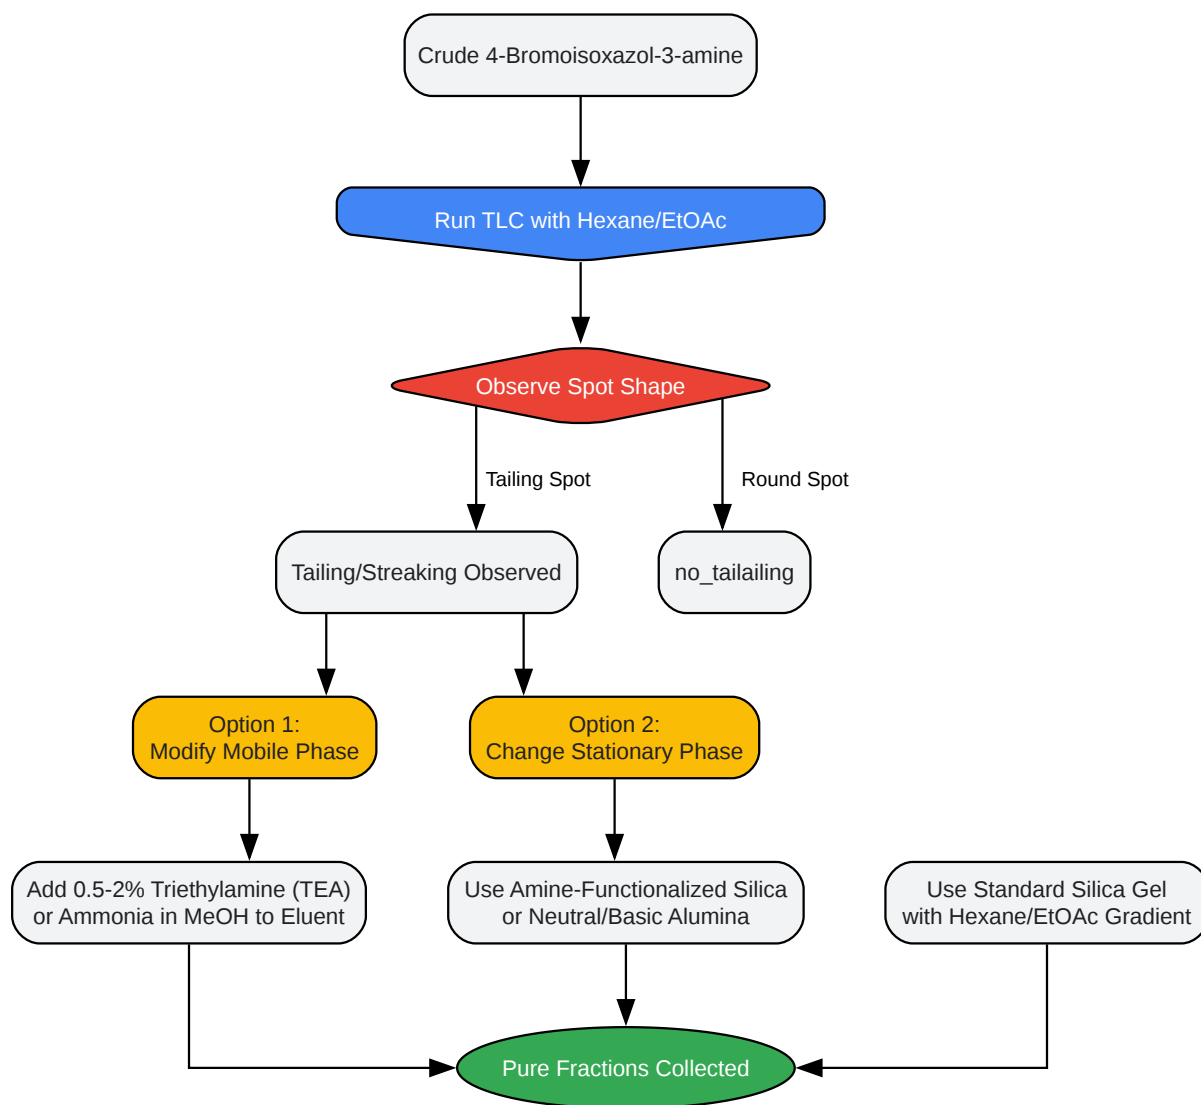 Crude 4-Bromoisoxazol-3-amine
Run TLC with Hexane/EtOAc
Observe Spot Shape
Tailing Spot
Round Spot
Tailing/Streaking Observed
no_tailailing
Option 1:
Modify Mobile Phase
Option 2:
Change Stationary Phase
Add 0.5-2% Triethylamine (TEA)
or Ammonia in MeOH to Eluent
Use Amine-Functionalized Silica
or Neutral/Basic Alumina
Use Standard Silica Gel
with Hexane/EtOAc Gradient
Pure Fractions Collected